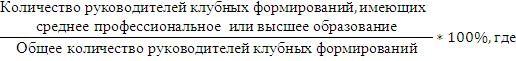 Количество руководителей клубных формирований, имеющих
среднее профессиональное или высшее образование
Общее количество руководителей клубных формирований
* 100%, где